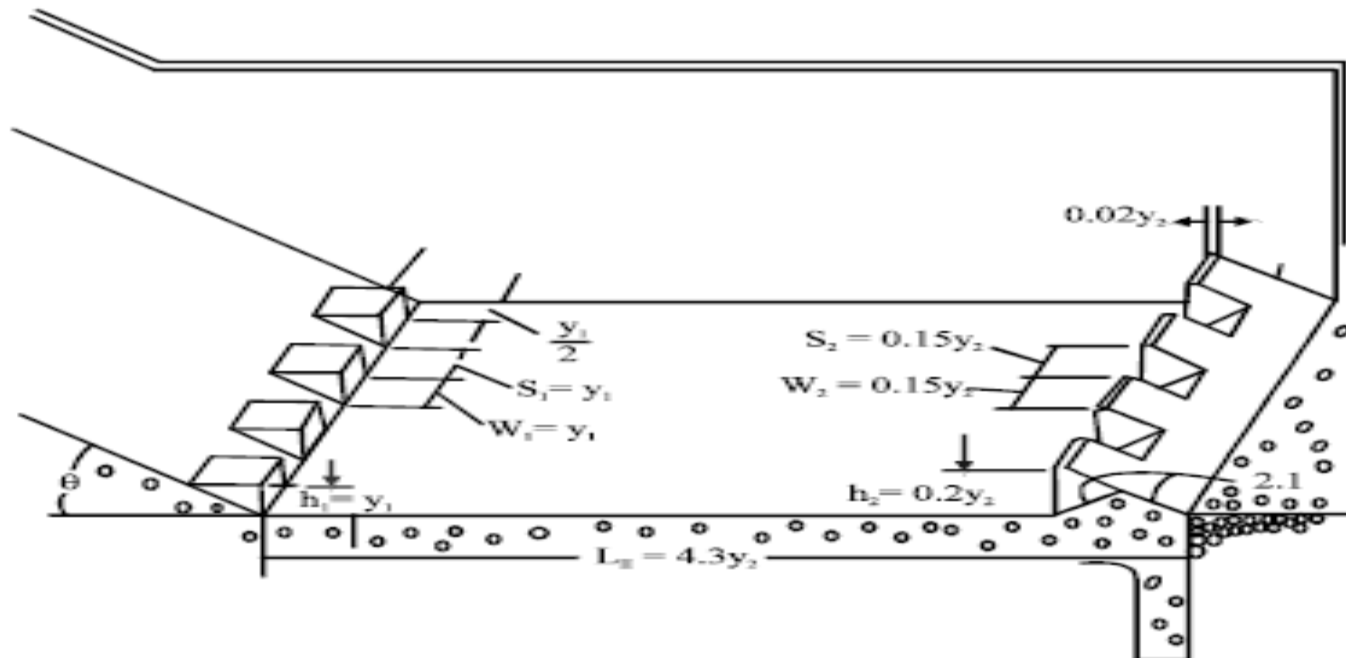 0.02y₂
y₁
2
S₁= y₁
W₁= y₁
S₂ = 0.15y₂
W₂ = 0.15y₂
θ
h₁= y₁
h₂= 0.2y₂
2.1
L_II = 4.3y₂